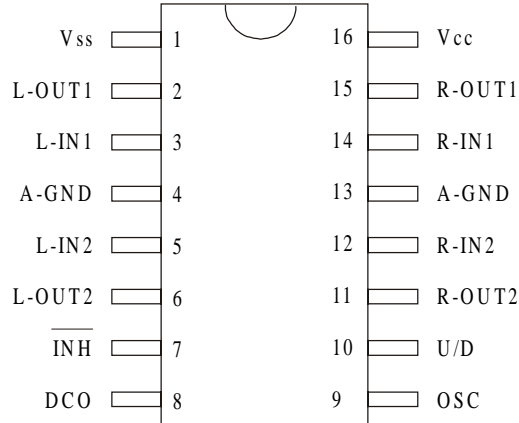 Vss 1 16 Vcc
L-OUT1 2 15 R-OUT1
L-IN1 3 14 R-IN1
A-GND 4 13 A-GND
L-IN2 5 12 R-IN2
L-OUT2 6 11 R-OUT2
INH 7 10 U/D
DCO 8 9 OSC